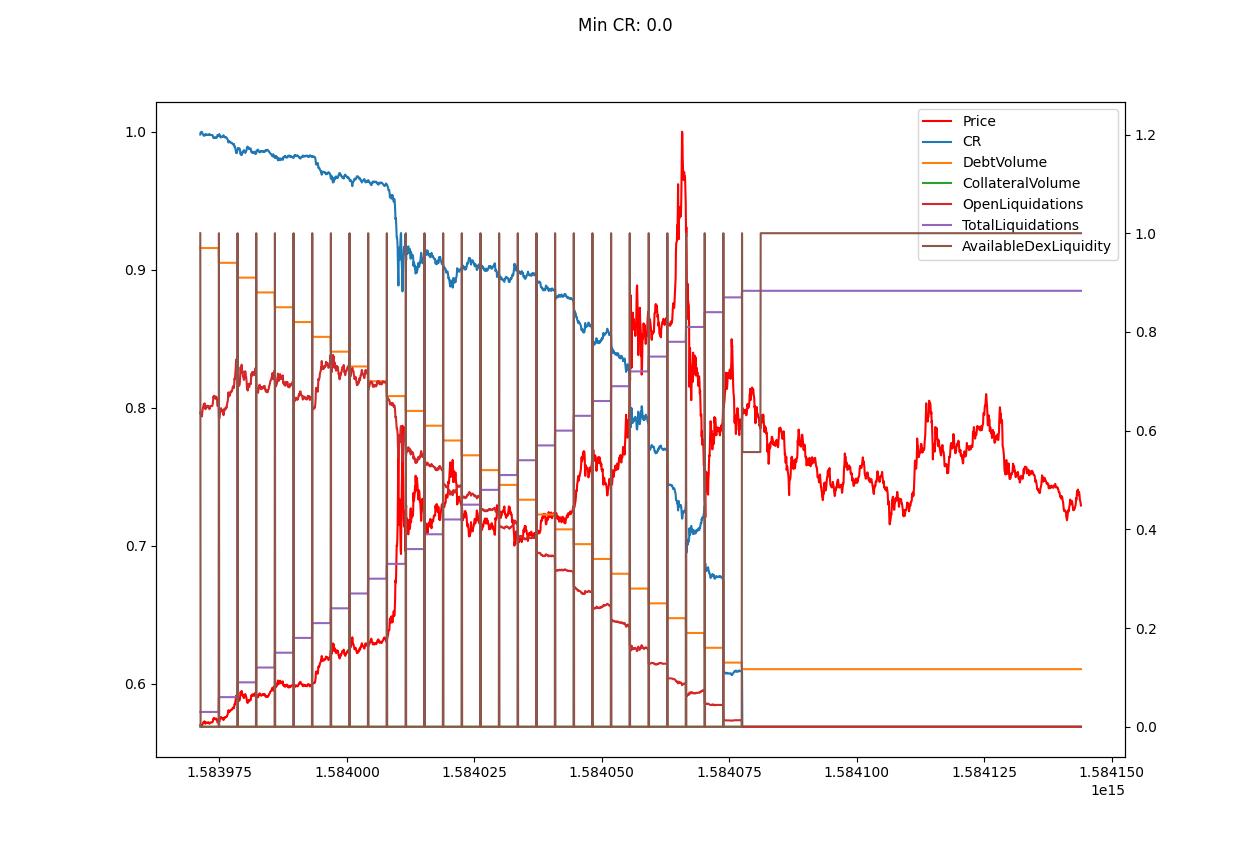 Min CR: 0.0
1.0
0.9
0.8
0.7
0.6
1.2
1.0
0.8
0.6
0.4
0.2
0.0
Price
CR
DebtVolume
CollateralVolume
OpenLiquidations
TotalLiquidations
AvailableDexLiquidity
1.583975 1.584000 1.584025 1.584050 1.584075 1.584100 1.584125 1.584150
1e15